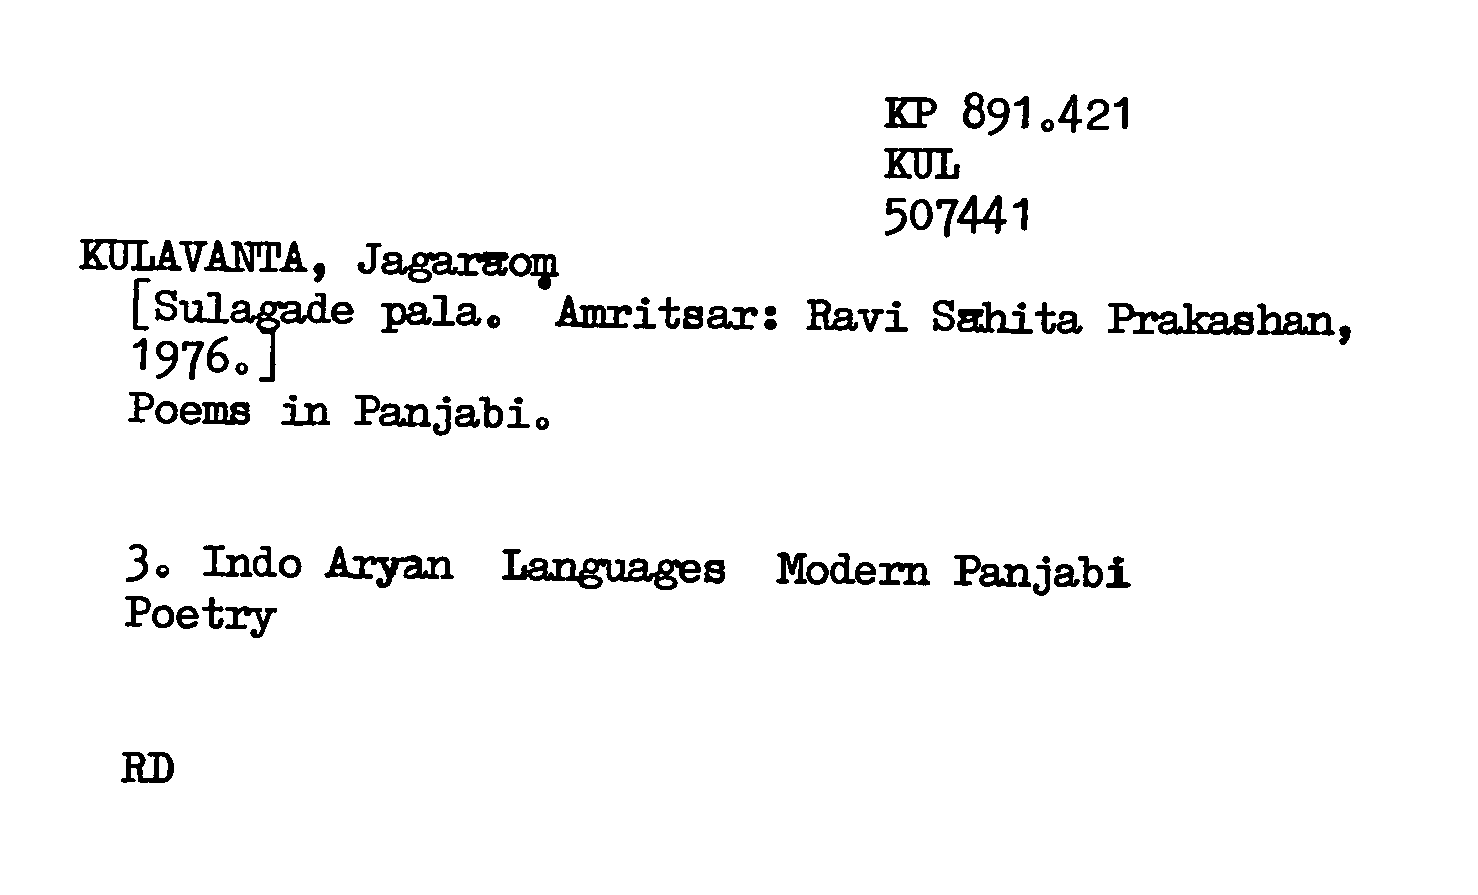 KP 891.421
KUL
507441
KULAVANTA, Jagaraoṃ
[Sulagade pala. Amritsar: Ravi Sahita Prakashan,
1976.]
Poems in Panjabi.
3. Indo Aryan Languages Modern Panjabi
Poetry
RD